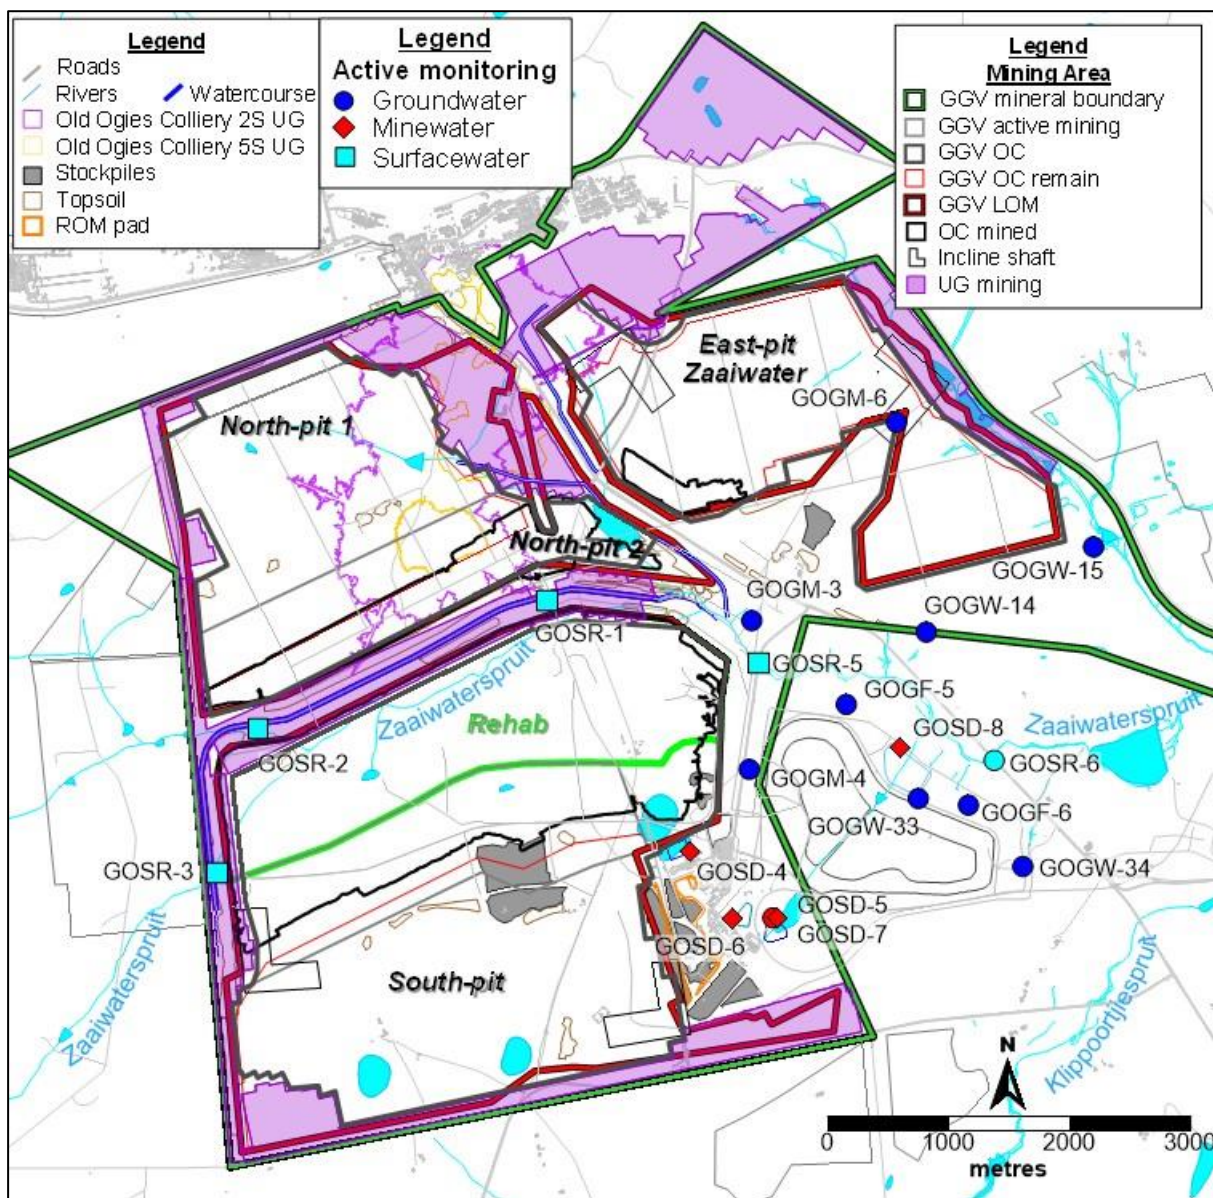 Legend
Roads
Rivers
Watercourse
Old Ogies Colliery 2S UG
Old Ogies Colliery 5S UG
Stockpiles
Topsoil
ROM pad
Legend
Active monitoring
Groundwater
Minewater
Surfacewater
Legend
Mining Area
GGV mineral boundary
GGV active mining
GGV OC
GGV OC remain
GGV LOM
OC mined
Incline shaft
UG mining
East-pit
Zaaiwater
GOGM-6
North-pit 1
North-pit 2
GOGW-15
GOGM-3
GOGW-14
GOSR-1
GOSR-5
Zaaiwaterspruit
GOGF-5
Rehab
GOSD-8
Zaaiwaterspruit
GOSR-2
GOGM-4
GOSR-6
GOGW-33
GOGF-6
GOSR-3
GOSD-4
GOGW-34
GOSD-5
GOSD-6
GOSD-7
Zaaiwaterspruit
South-pit
Klippoortjiespruit
N
0 1000 2000 3000
metres